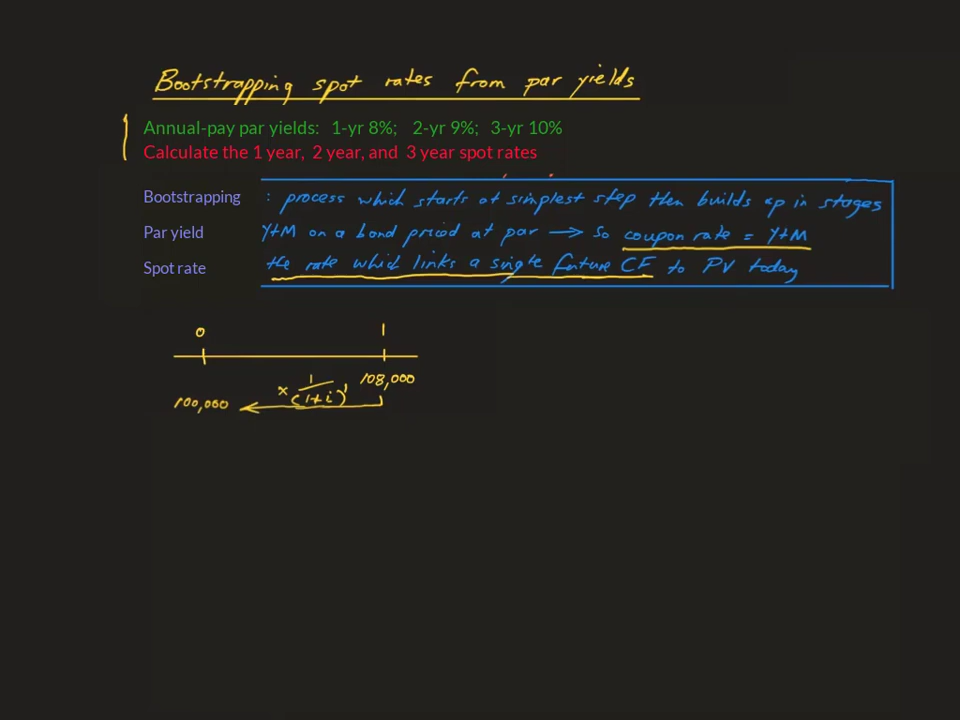 Bootstrapping spot rates from par yields
Annual-pay par yields: 1-yr 8%; 2-yr 9%; 3-yr 10%
Calculate the 1 year, 2 year, and 3 year spot rates
Bootstrapping : process which starts at simplest step then builds up in stages
Par yield YtM on a bond priced at par → so coupon rate = YtM
Spot rate the rate which links a single future CF to PV today
0 1
108,000
100,000 × 1/(1+i)^1